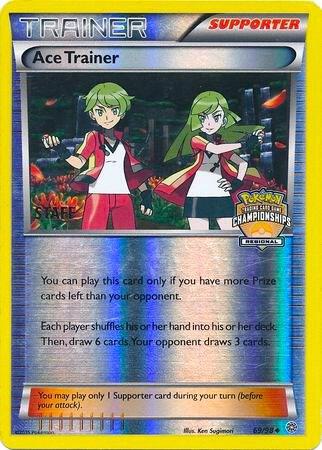 TRAINER
SUPPORTER
Ace Trainer
STAFF
Pokémon
TRADING CARD GAME
CHAMPIONSHIPS
REGIONAL
You can play this card only if you have more Prize
cards left than your opponent.
Each player shuffles his or her hand into his or her deck.
Then, draw 6 cards. Your opponent draws 3 cards.
You may play only 1 Supporter card during your turn (before
your attack).
©2015 Pokémon
Illus. Ken Sugimori
69/98